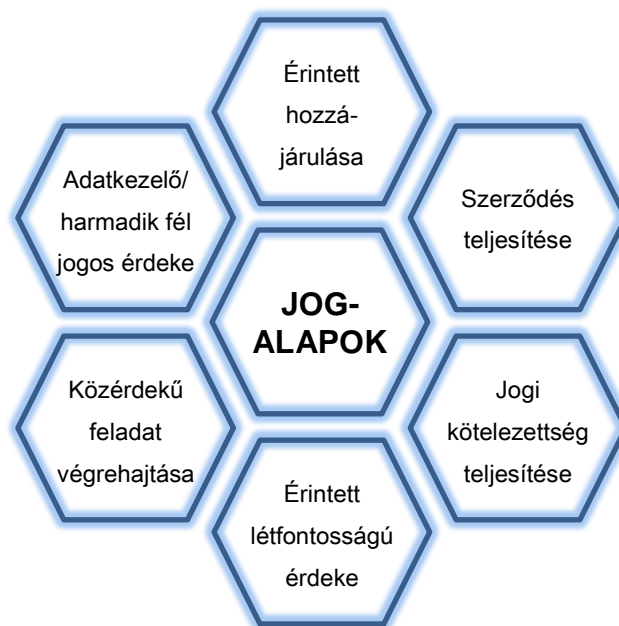 Érintett
hozzá-
járulása
Adatkezelő/
harmadik fél
jogos érdeke
Szerződés
teljesítése
JOG-
ALAPOK
Közérdekű
feladat
végrehajtása
Jogi
kötelezettség
teljesítése
Érintett
létfontosságú
érdeke